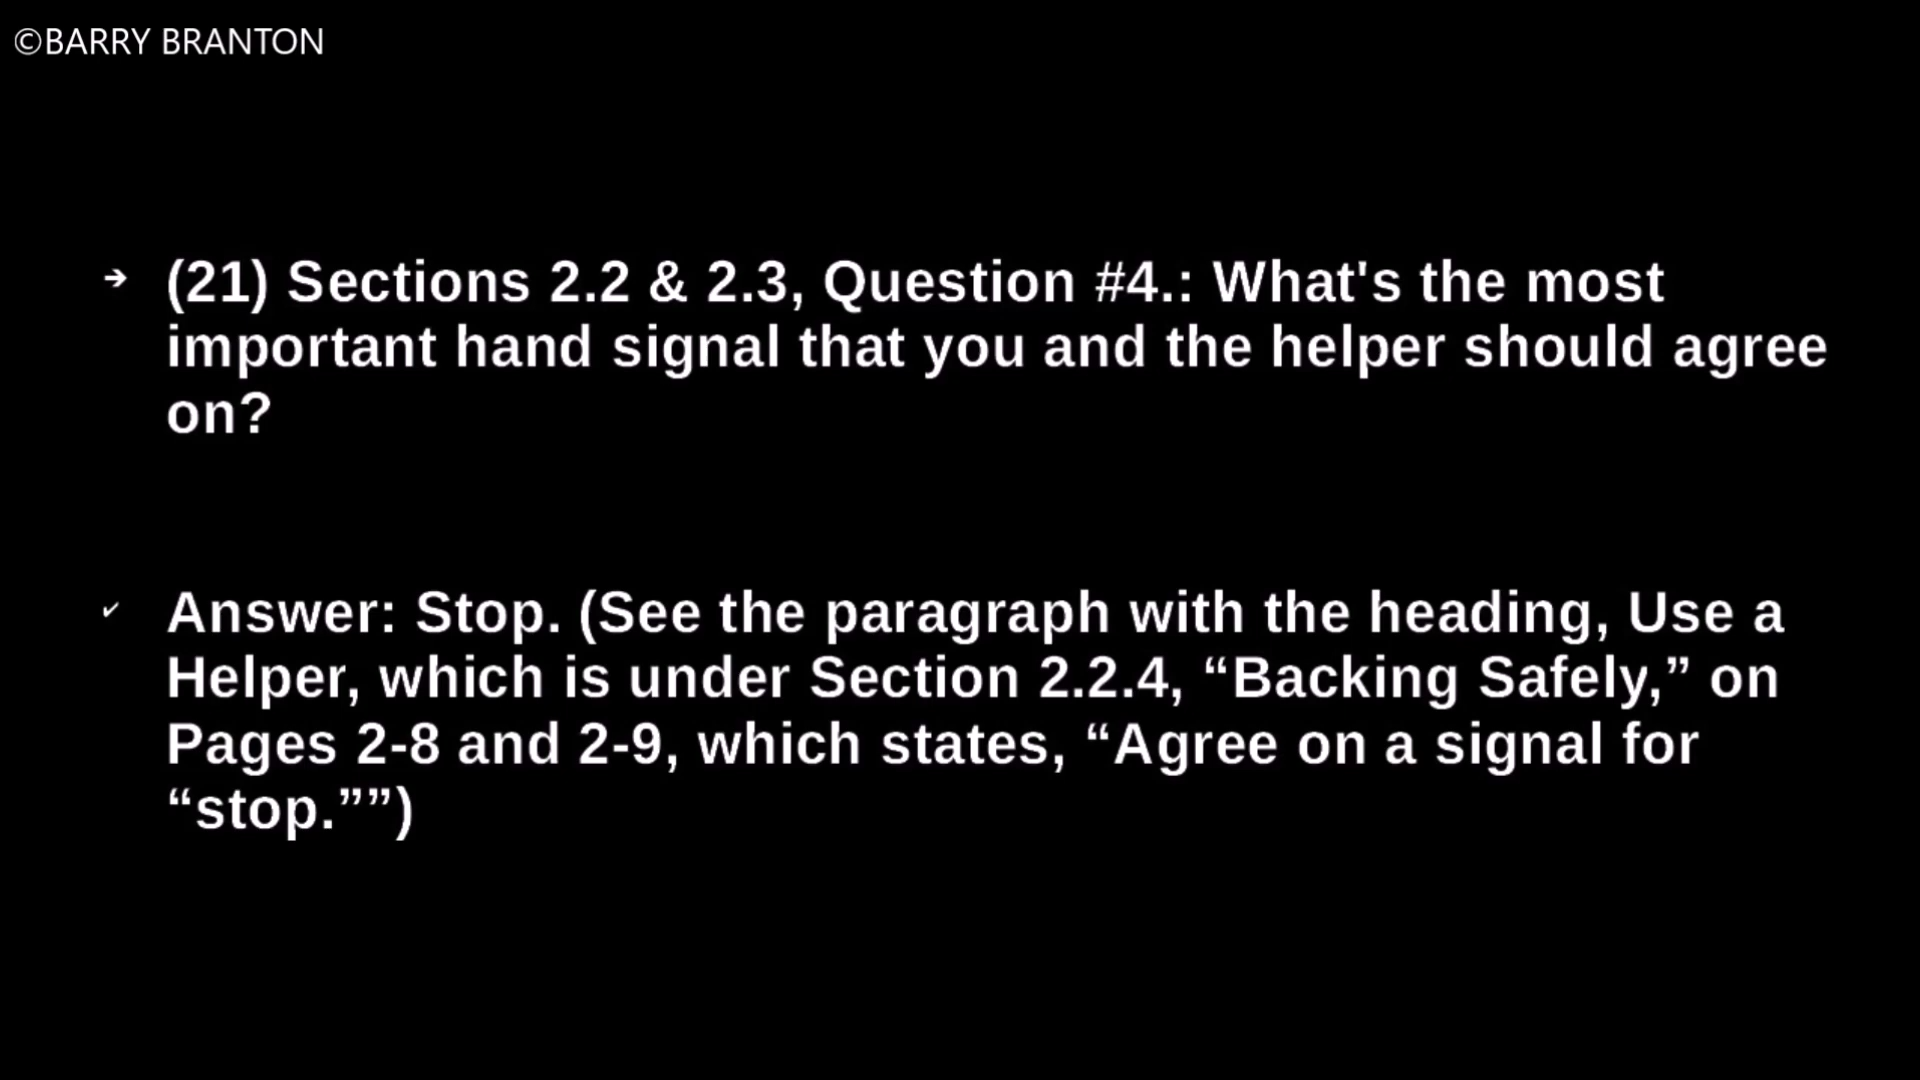 ©BARRY BRANTON
➔ (21) Sections 2.2 & 2.3, Question #4.: What's the most
important hand signal that you and the helper should agree
on?
✔ Answer: Stop. (See the paragraph with the heading, Use a
Helper, which is under Section 2.2.4, “Backing Safely,” on
Pages 2-8 and 2-9, which states, “Agree on a signal for
“stop.””)